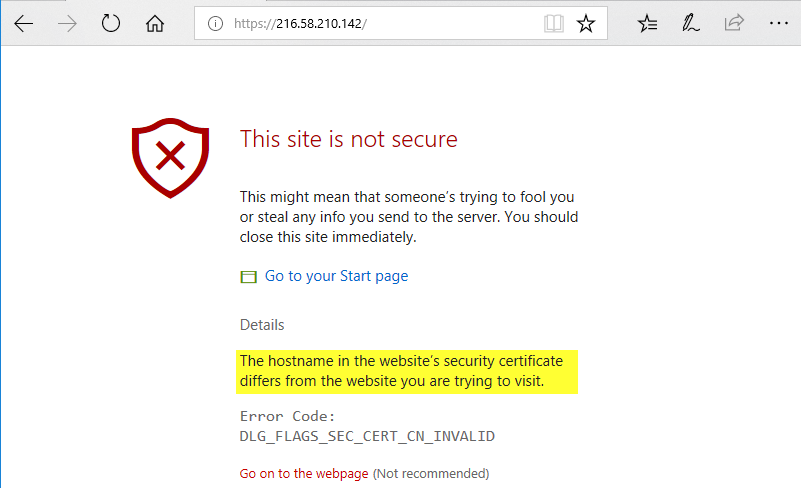 https://216.58.210.142/
This site is not secure
This might mean that someone’s trying to fool you
or steal any info you send to the server. You should
close this site immediately.
Go to your Start page
Details
The hostname in the website’s security certificate
differs from the website you are trying to visit.
Error Code:
DLG_FLAGS_SEC_CERT_CN_INVALID
Go on to the webpage (Not recommended)